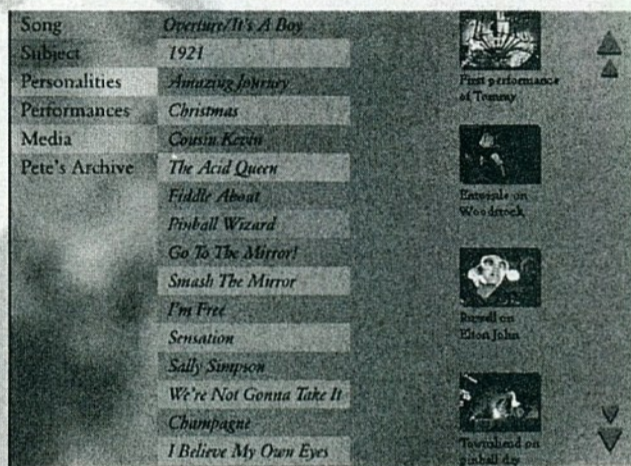 Song
Subject
Personalities
Performances
Media
Pete's Archive
Overture/It's A Boy
1921
Amazing Journey
Christmas
Cousin Kevin
The Acid Queen
Fiddle About
Pinball Wizard
Go To The Mirror!
Smash The Mirror
I'm Free
Sensation
Sally Simpson
We're Not Gonna Take It
Champagne
I Believe My Own Eyes
First performance
of Tommy
Entwistle on
Woodstock
Russell on
Elton John
Townshend on
pinball day